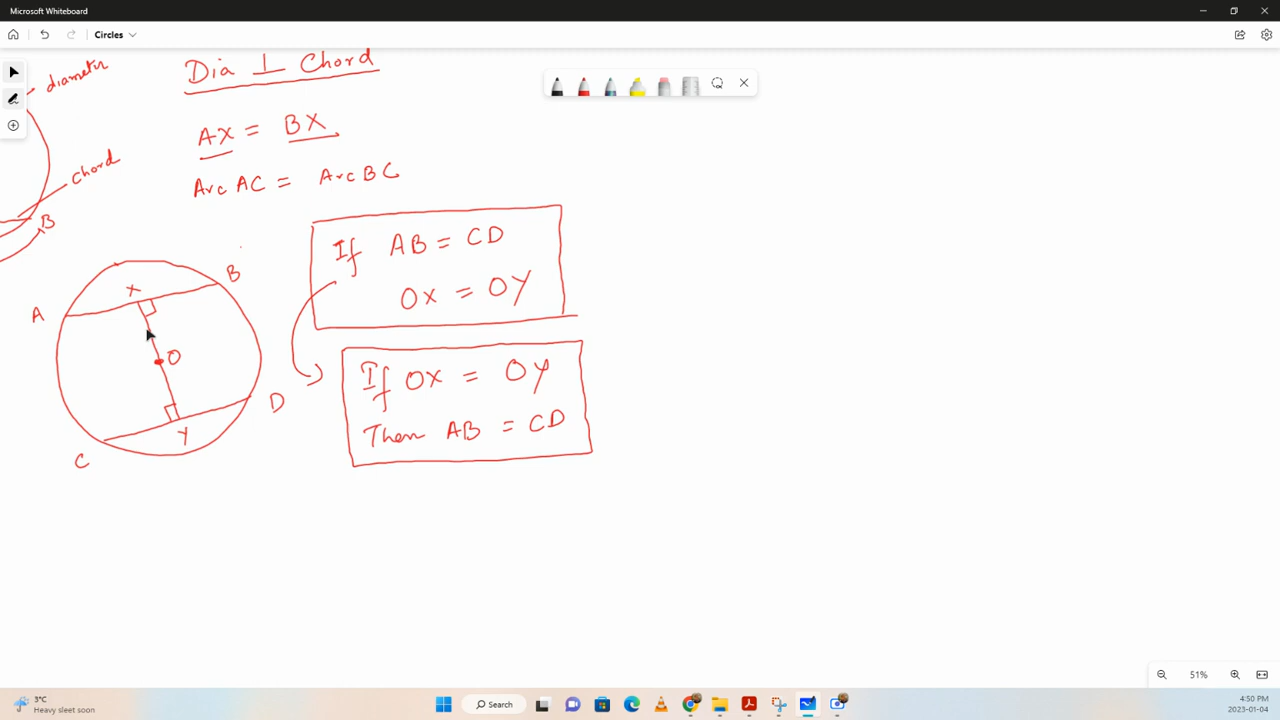 Microsoft Whiteboard
Circles
diameter
Dia ⊥ Chord
AX = BX
Arc AC = Arc BC
chord
B
If AB = CD
OX = OY
A
X
B
O
D
Y
C
If OX = OY
Then AB = CD
51%
3°C
Heavy sleet soon
Search
4:50 PM
2023-01-04